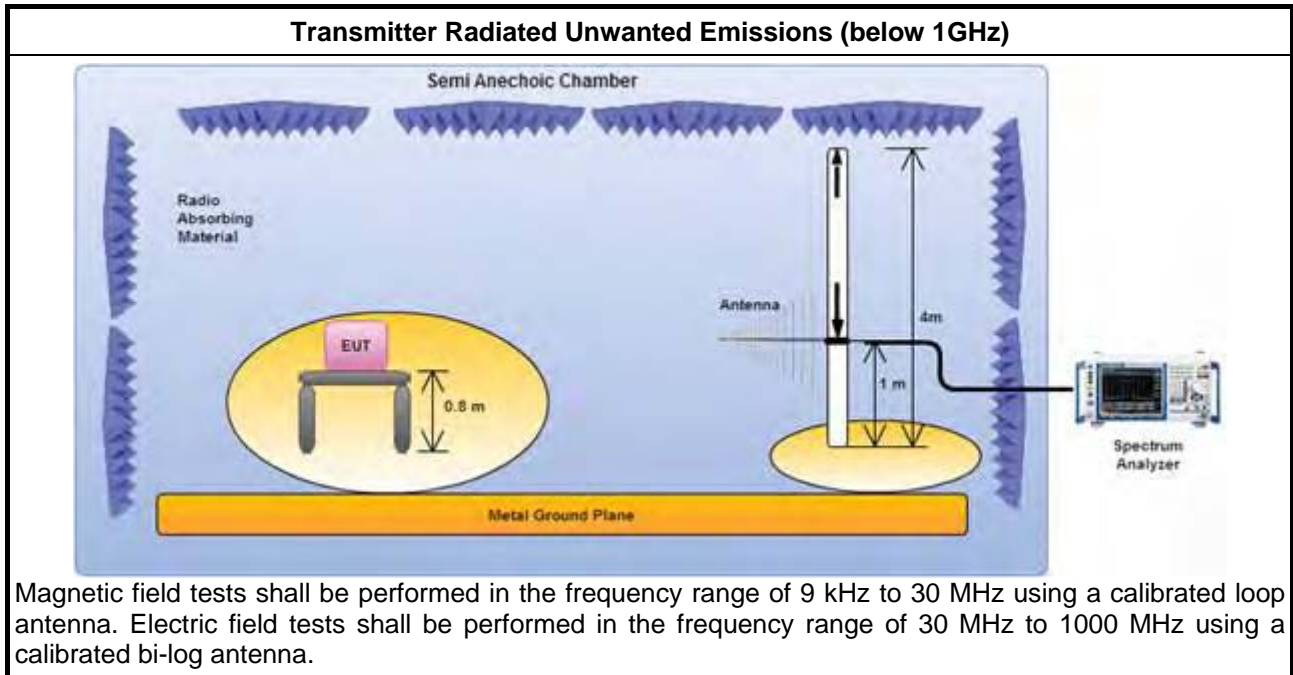 Transmitter Radiated Unwanted Emissions (below 1GHz)
Semi Anechoic Chamber
Radio
Absorbing
Material
Antenna
4m
EUT
1 m
0.8 m
Spectrum
Analyzer
Metal Ground Plane
Magnetic field tests shall be performed in the frequency range of 9 kHz to 30 MHz using a calibrated loop
antenna. Electric field tests shall be performed in the frequency range of 30 MHz to 1000 MHz using a
calibrated bi-log antenna.